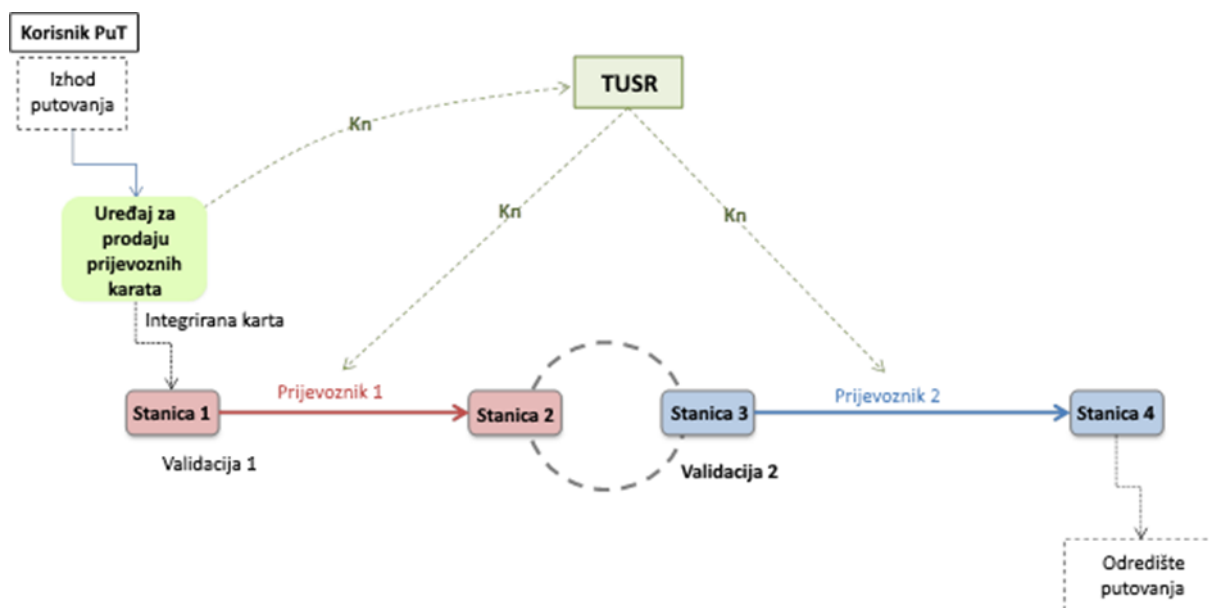 Korisnik PuT
Izhod
putovanja
TUSR
Kn
Uređaj za
prodaju
prijevoznih
karata
Kn
Kn
Integrirana karta
Prijevoznik 1
Prijevoznik 2
Stanica 1
Stanica 2
Stanica 3
Stanica 4
Validacija 1
Validacija 2
Odredište
putovanja